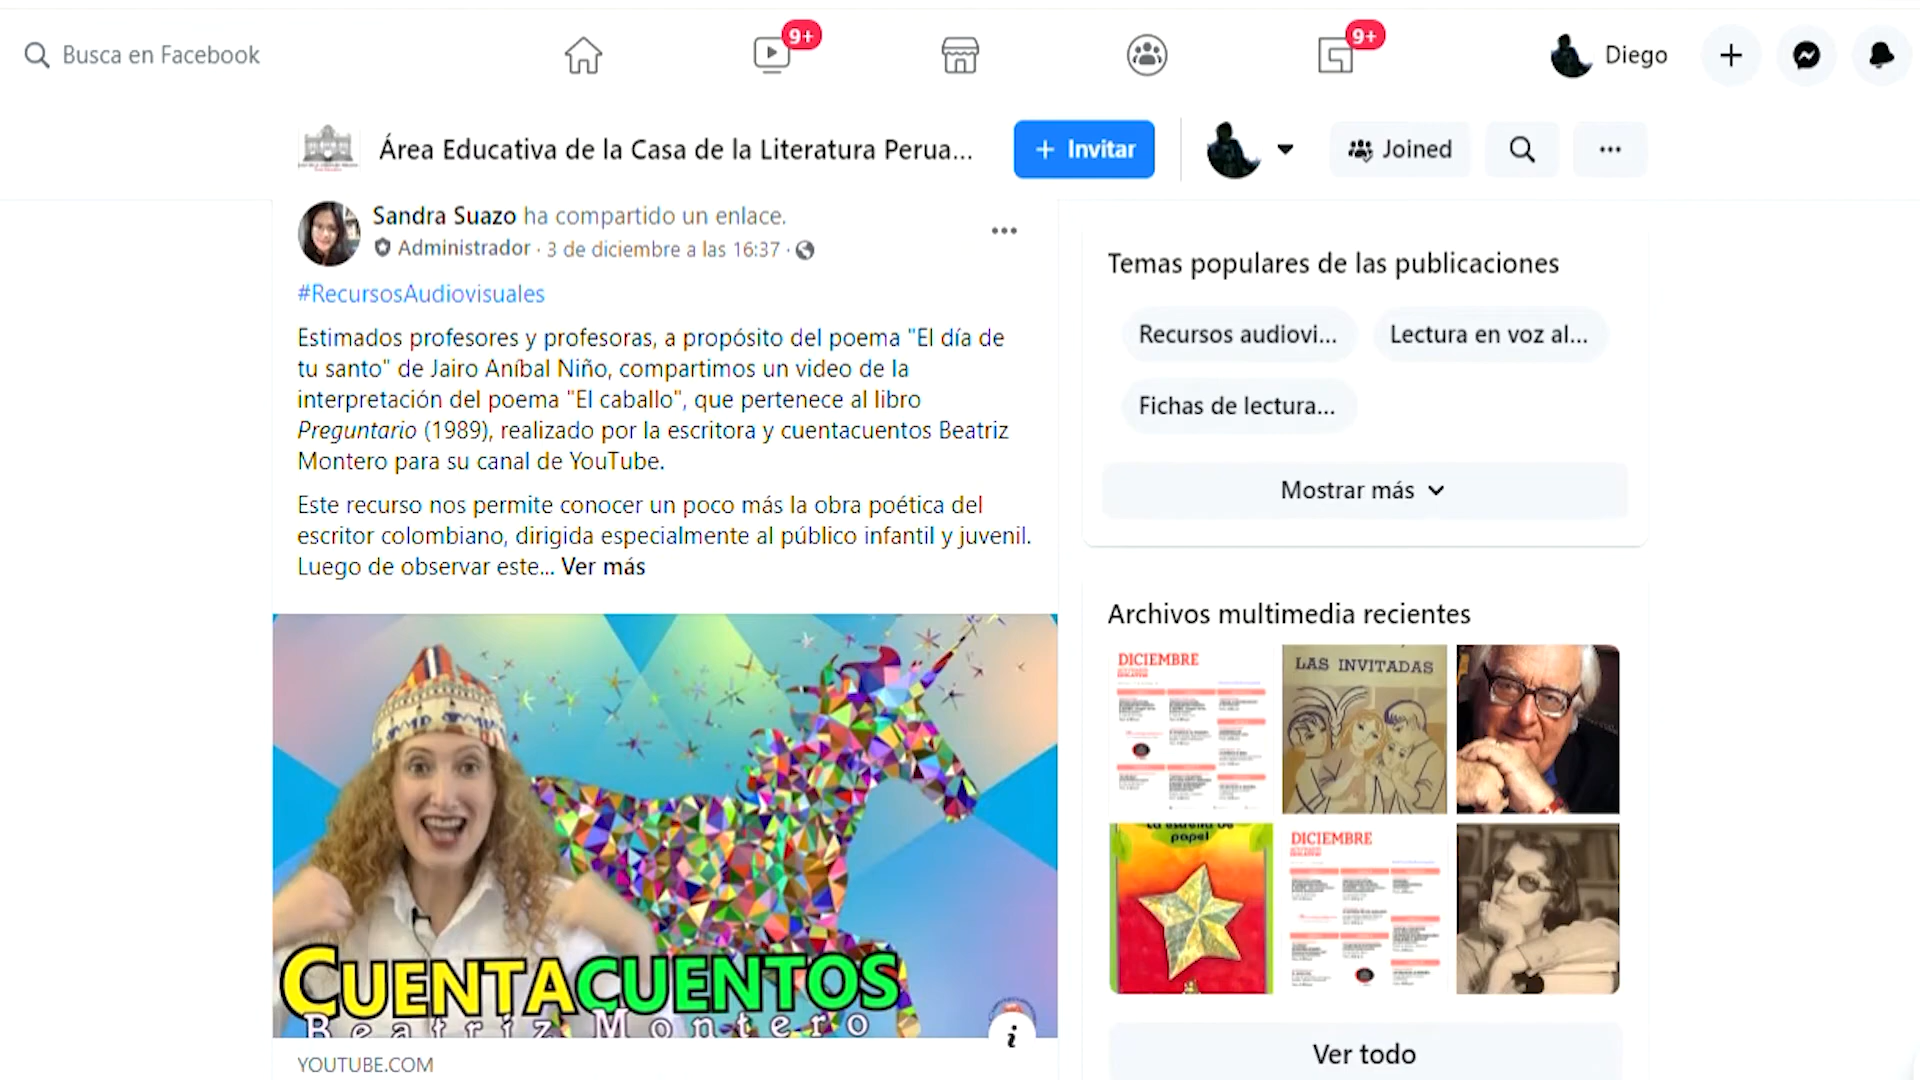 Busca en Facebook
9+
9+
Diego
Área Educativa de la Casa de la Literatura Perua...
+ Invitar
Joined
Sandra Suazo ha compartido un enlace.
Administrador · 3 de diciembre a las 16:37 ·
#RecursosAudiovisuales
Estimados profesores y profesoras, a propósito del poema "El día de
tu santo" de Jairo Aníbal Niño, compartimos un video de la
interpretación del poema "El caballo", que pertenece al libro
Preguntario (1989), realizado por la escritora y cuentacuentos Beatriz
Montero para su canal de YouTube.
Este recurso nos permite conocer un poco más la obra poética del
escritor colombiano, dirigida especialmente al público infantil y juvenil.
Luego de observar este... Ver más
CUENTACUENTOS
Beatriz Montero
YOUTUBE.COM
Temas populares de las publicaciones
Recursos audiovi...
Lectura en voz al...
Fichas de lectura...
Mostrar más
Archivos multimedia recientes
DICIEMBRE
LAS INVITADAS
La estrella de
papel
DICIEMBRE
Ver todo